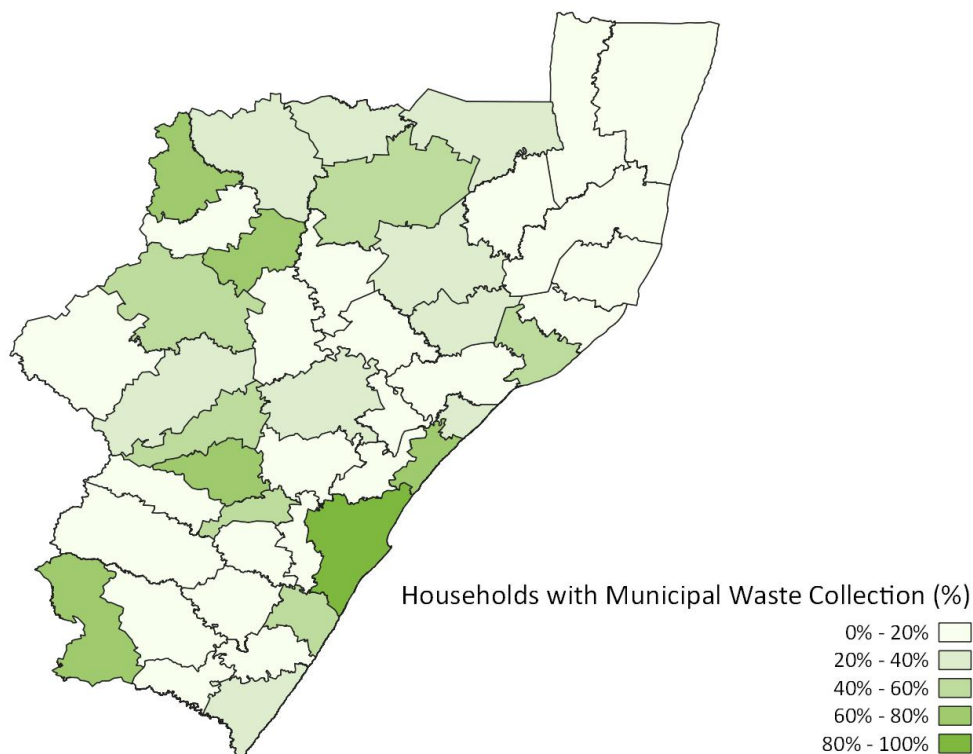 Households with Municipal Waste Collection (%)
0% - 20%
20% - 40%
40% - 60%
60% - 80%
80% - 100%